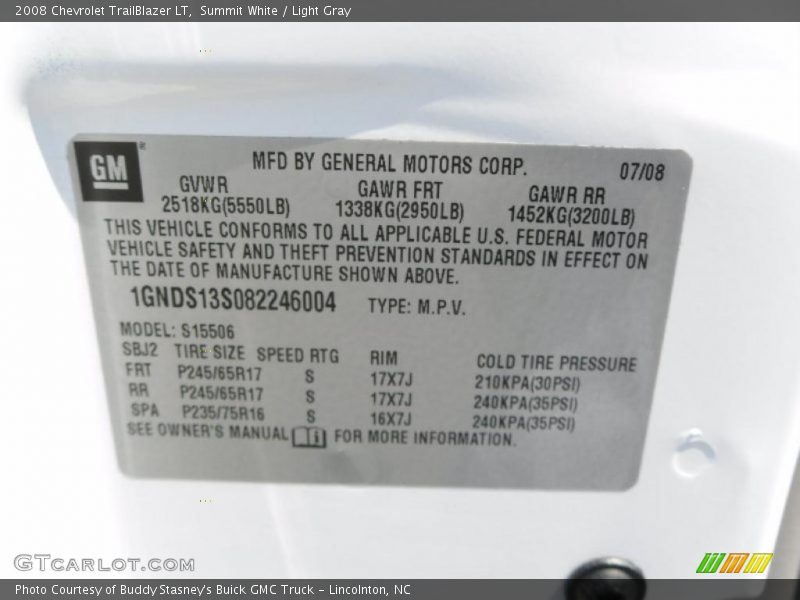 2008 Chevrolet TrailBlazer LT,  Summit White / Light Gray
GM
MFD BY GENERAL MOTORS CORP. 07/08
GVWR GAWR FRT GAWR RR
2518KG(5550LB) 1338KG(2950LB) 1452KG(3200LB)
THIS VEHICLE CONFORMS TO ALL APPLICABLE U.S. FEDERAL MOTOR
VEHICLE SAFETY AND THEFT PREVENTION STANDARDS IN EFFECT ON
THE DATE OF MANUFACTURE SHOWN ABOVE.
1GNDS13S082246004 TYPE: M.P.V.
MODEL: S15506
SBJ2 TIRE SIZE SPEED RTG RIM COLD TIRE PRESSURE
FRT P245/65R17 S 17X7J 210KPA(30PSI)
RR P245/65R17 S 17X7J 240KPA(35PSI)
SPA P235/75R16 S 16X7J 240KPA(35PSI)
SEE OWNER'S MANUAL FOR MORE INFORMATION.
GTcarlot.com
Photo Courtesy of Buddy Stasney's Buick GMC Truck - Lincolnton, NC